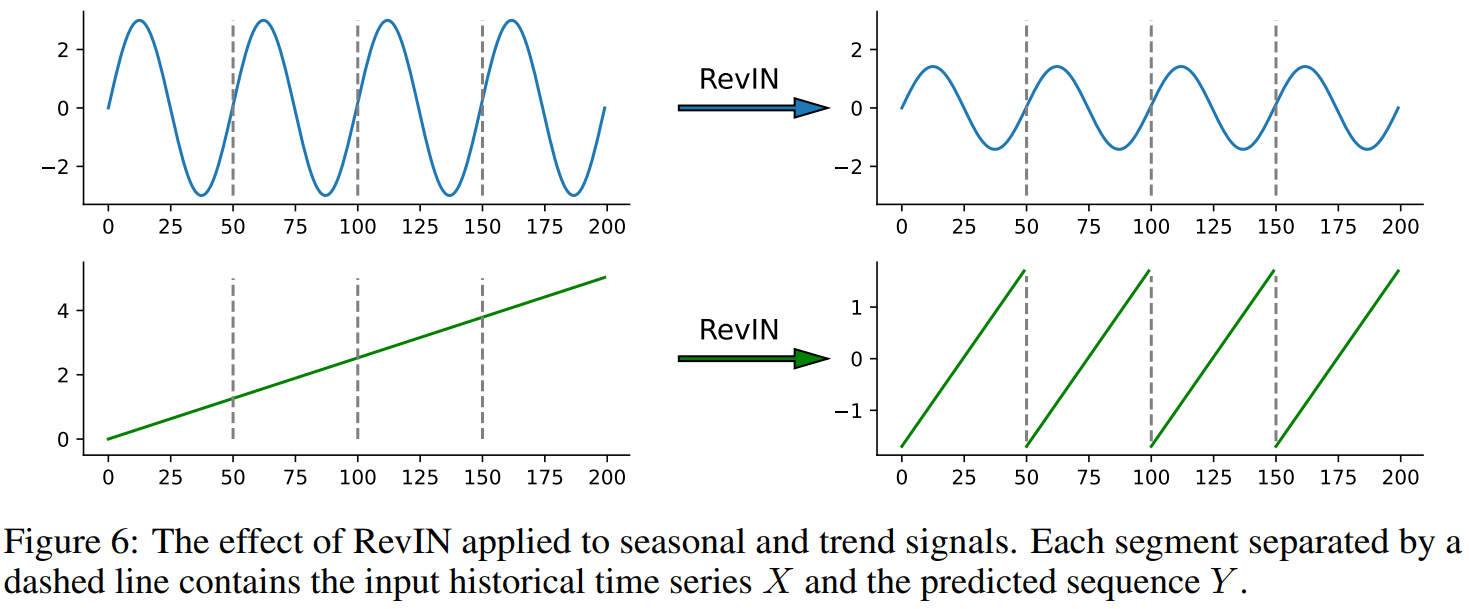 2
0
−2
0 25 50 75 100 125 150 175 200
RevIN
2
0
−2
0 25 50 75 100 125 150 175 200
4
2
0
0 25 50 75 100 125 150 175 200
RevIN
1
0
−1
0 25 50 75 100 125 150 175 200
Figure 6: The effect of RevIN applied to seasonal and trend signals. Each segment separated by a
dashed line contains the input historical time series X and the predicted sequence Y.